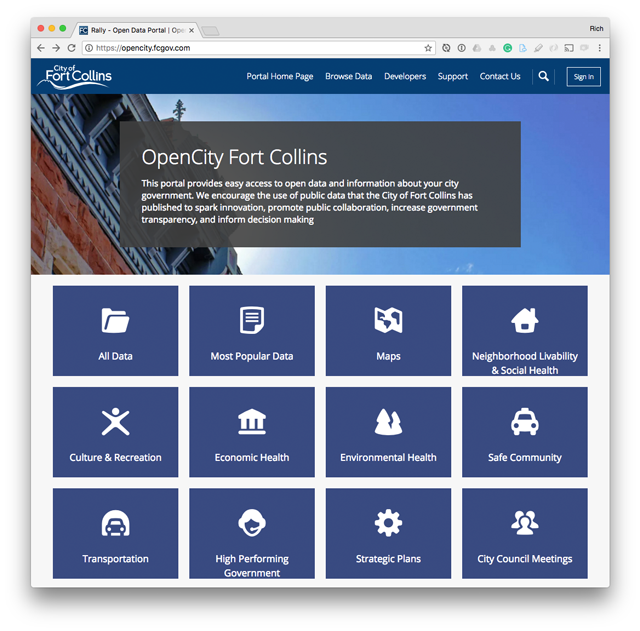 Rally - Open Data Portal | Ope
Rich
https://opencity.fcgov.com
City of
Fort Collins
Portal Home Page
Browse Data
Developers
Support
Contact Us
Sign In
OpenCity Fort Collins
This portal provides easy access to open data and information about your city
government. We encourage the use of public data that the City of Fort Collins has
published to spark innovation, promote public collaboration, increase government
transparency, and inform decision making
All Data
Most Popular Data
Maps
Neighborhood Livability
& Social Health
Culture & Recreation
Economic Health
Environmental Health
Safe Community
Transportation
High Performing
Government
Strategic Plans
City Council Meetings